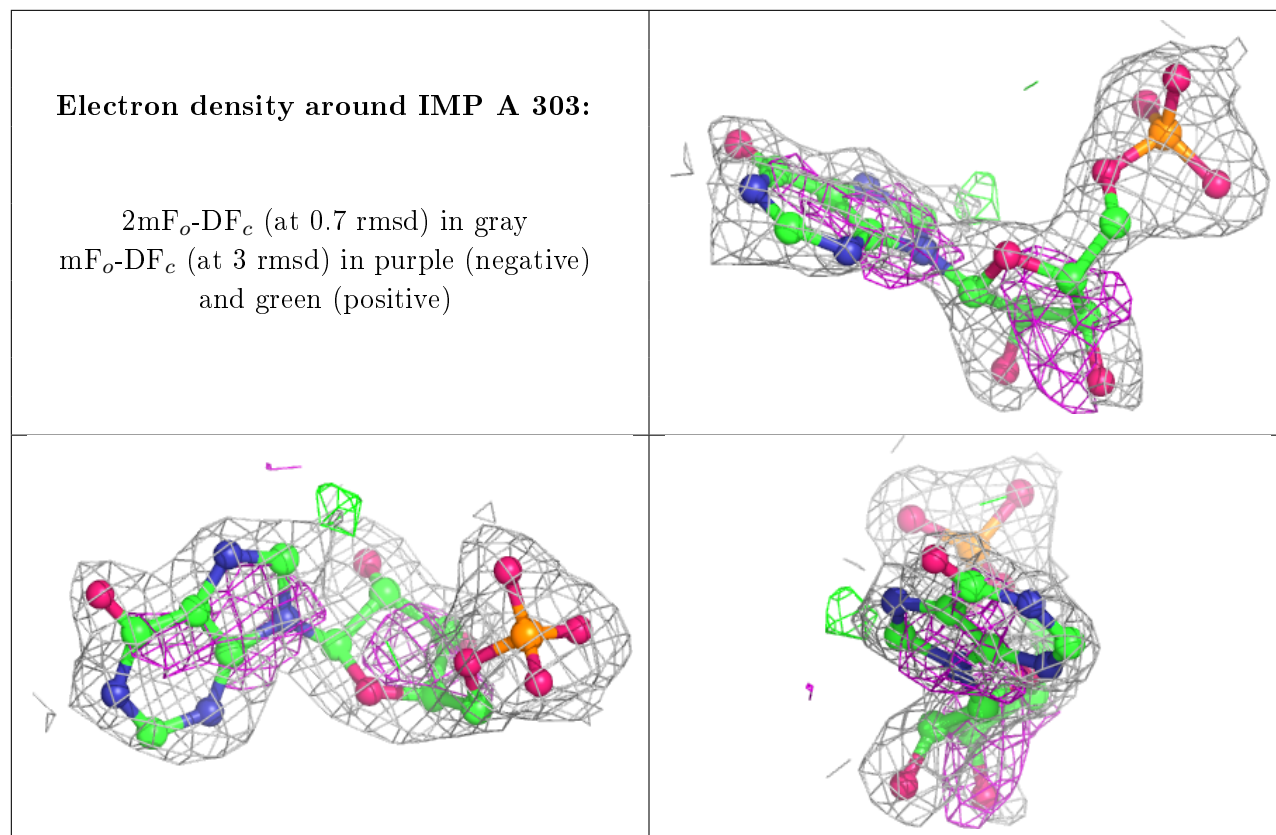 Electron density around IMP A 303:
2mFₒ-DF𝒸 (at 0.7 rmsd) in gray
mFₒ-DF𝒸 (at 3 rmsd) in purple (negative)
and green (positive)